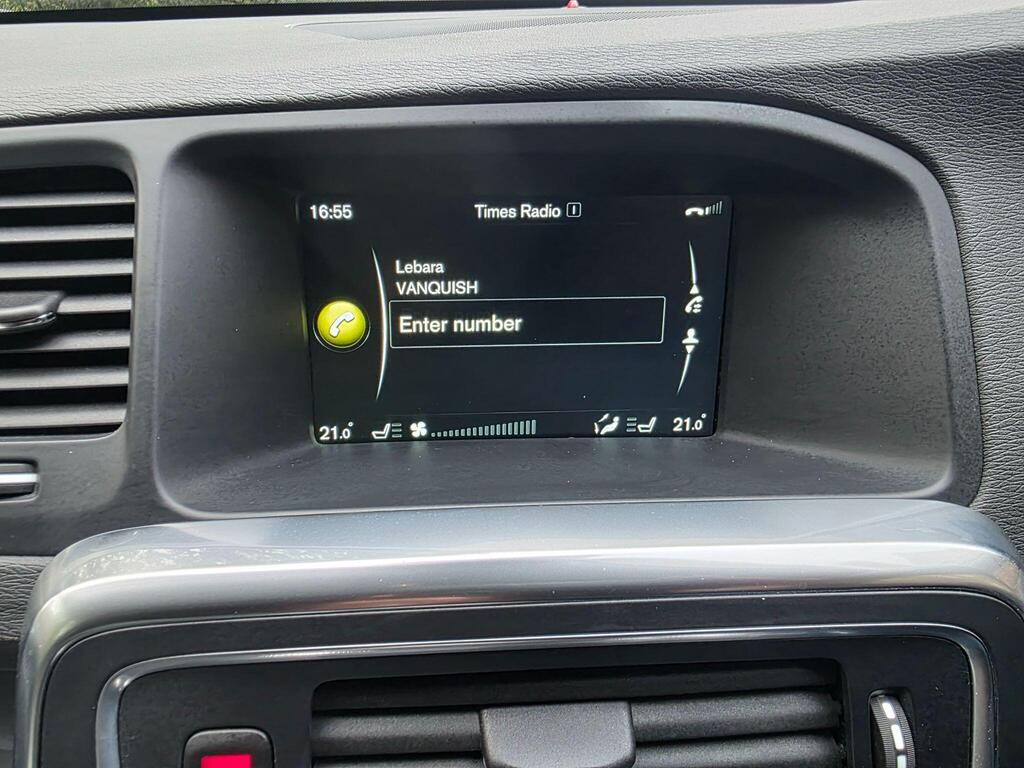 16:55 Times Radio i
Lebara
VANQUISH
Enter number
21.0° 21.0°